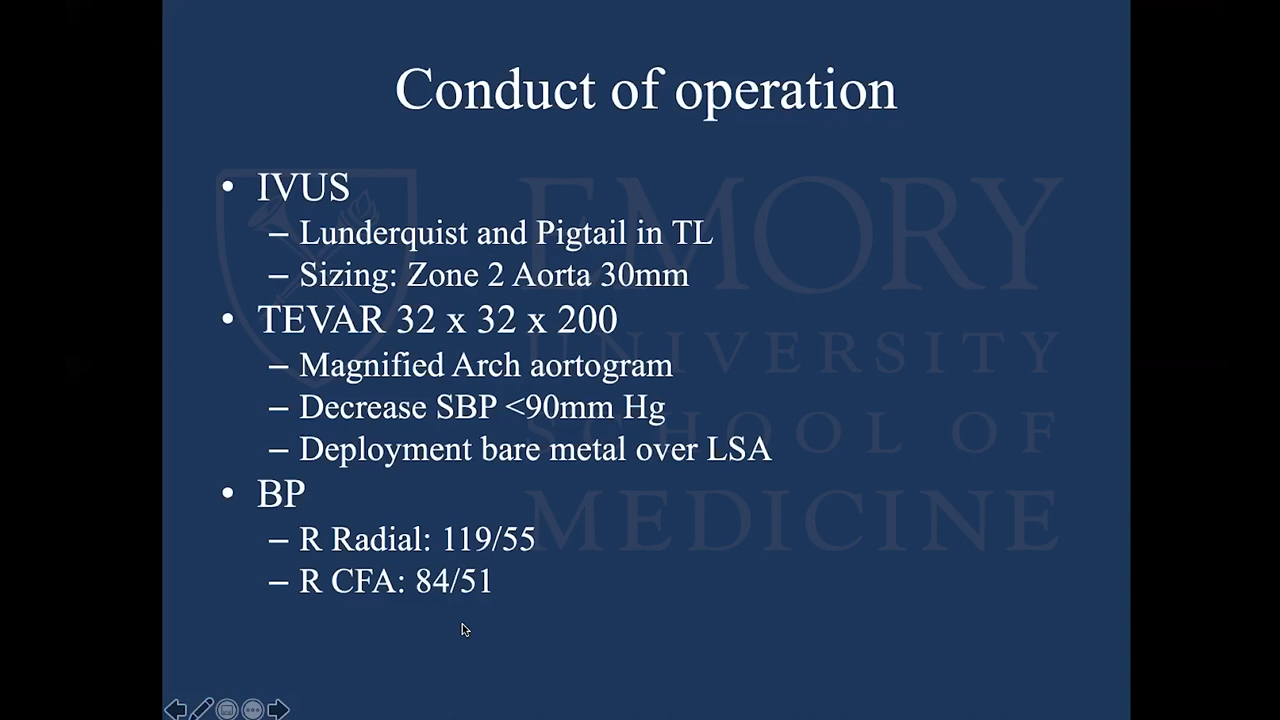 Conduct of operation
• IVUS
– Lunderquist and Pigtail in TL
– Sizing: Zone 2 Aorta 30mm
• TEVAR 32 x 32 x 200
– Magnified Arch aortogram
– Decrease SBP <90mm Hg
– Deployment bare metal over LSA
• BP
– R Radial: 119/55
– R CFA: 84/51
EMORY
UNIVERSITY
SCHOOL OF
MEDICINE